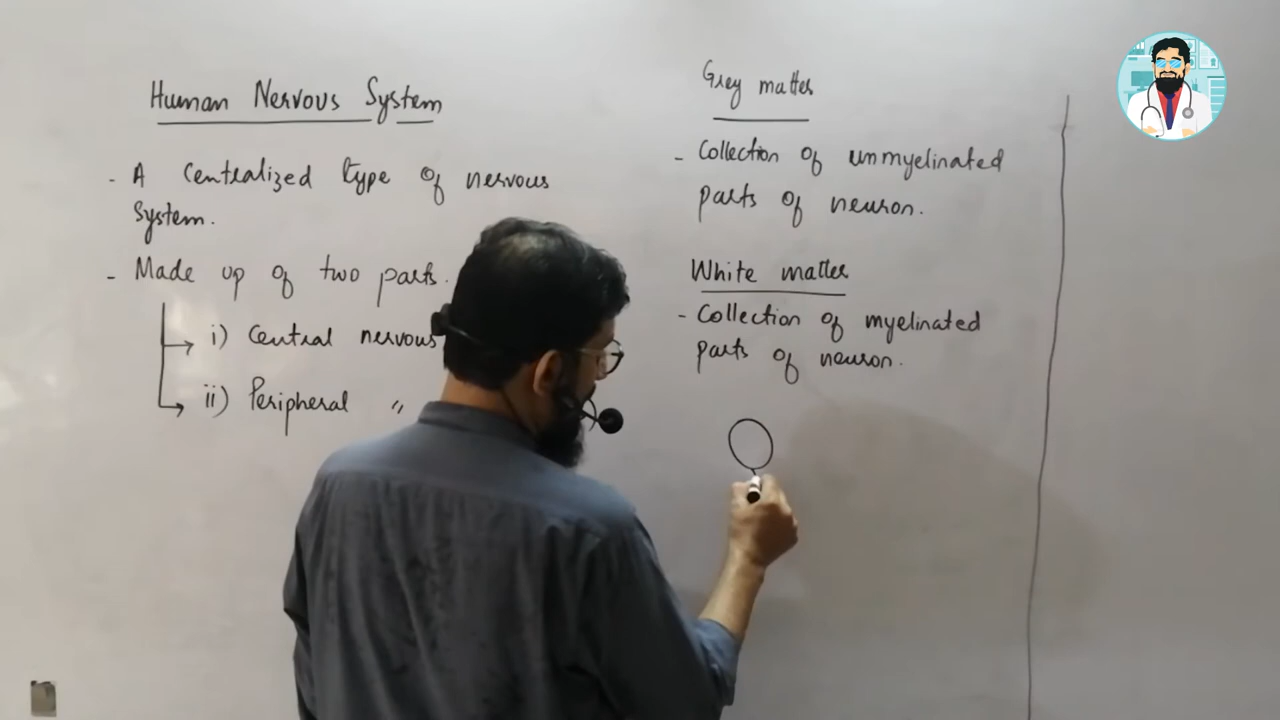 Human Nervous System
- A centralized type of nervous
System.
- Made up of two parts.
i) Central nervous
ii) Peripheral "
Grey matter
- Collection of unmyelinated
parts of neuron.
White matter
- Collection of myelinated
parts of neuron.